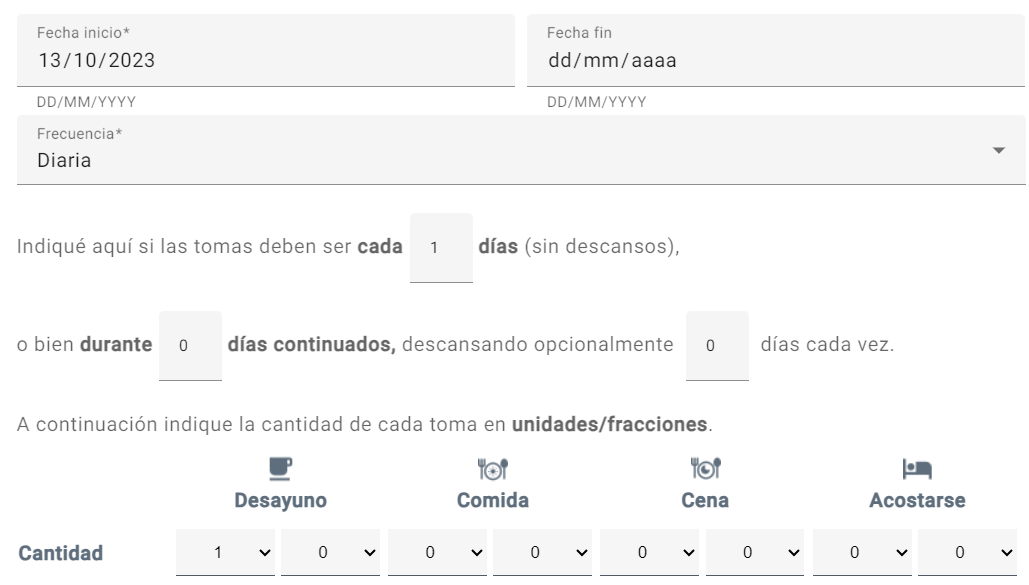 Fecha inicio* Fecha fin
13/10/2023 dd/mm/aaaa
DD/MM/YYYY DD/MM/YYYY
Frecuencia*
Diaria
Indiqué aquí si las tomas deben ser cada 1 días (sin descansos),
o bien durante 0 días continuados, descansando opcionalmente 0 días cada vez.
A continuación indique la cantidad de cada toma en unidades/fracciones.
Desayuno Comida Cena Acostarse
Cantidad 1 0 0 0 0 0 0 0